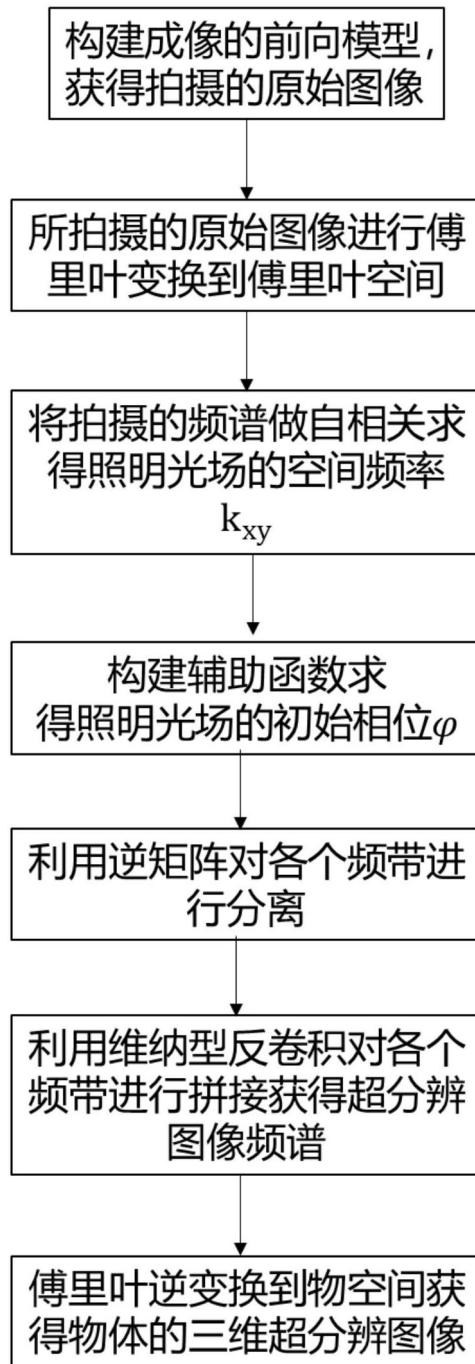 构建成像的前向模型，
获得拍摄的原始图像
所拍摄的原始图像进行傅
里叶变换到傅里叶空间
将拍摄的频谱做自相关求
得照明光场的空间频率
kxy
构建辅助函数求
得照明光场的初始相位φ
利用逆矩阵对各个频带进
行分离
利用维纳型反卷积对各个
频带进行拼接获得超分辨
图像频谱
傅里叶逆变换到物空间获
得物体的三维超分辨图像